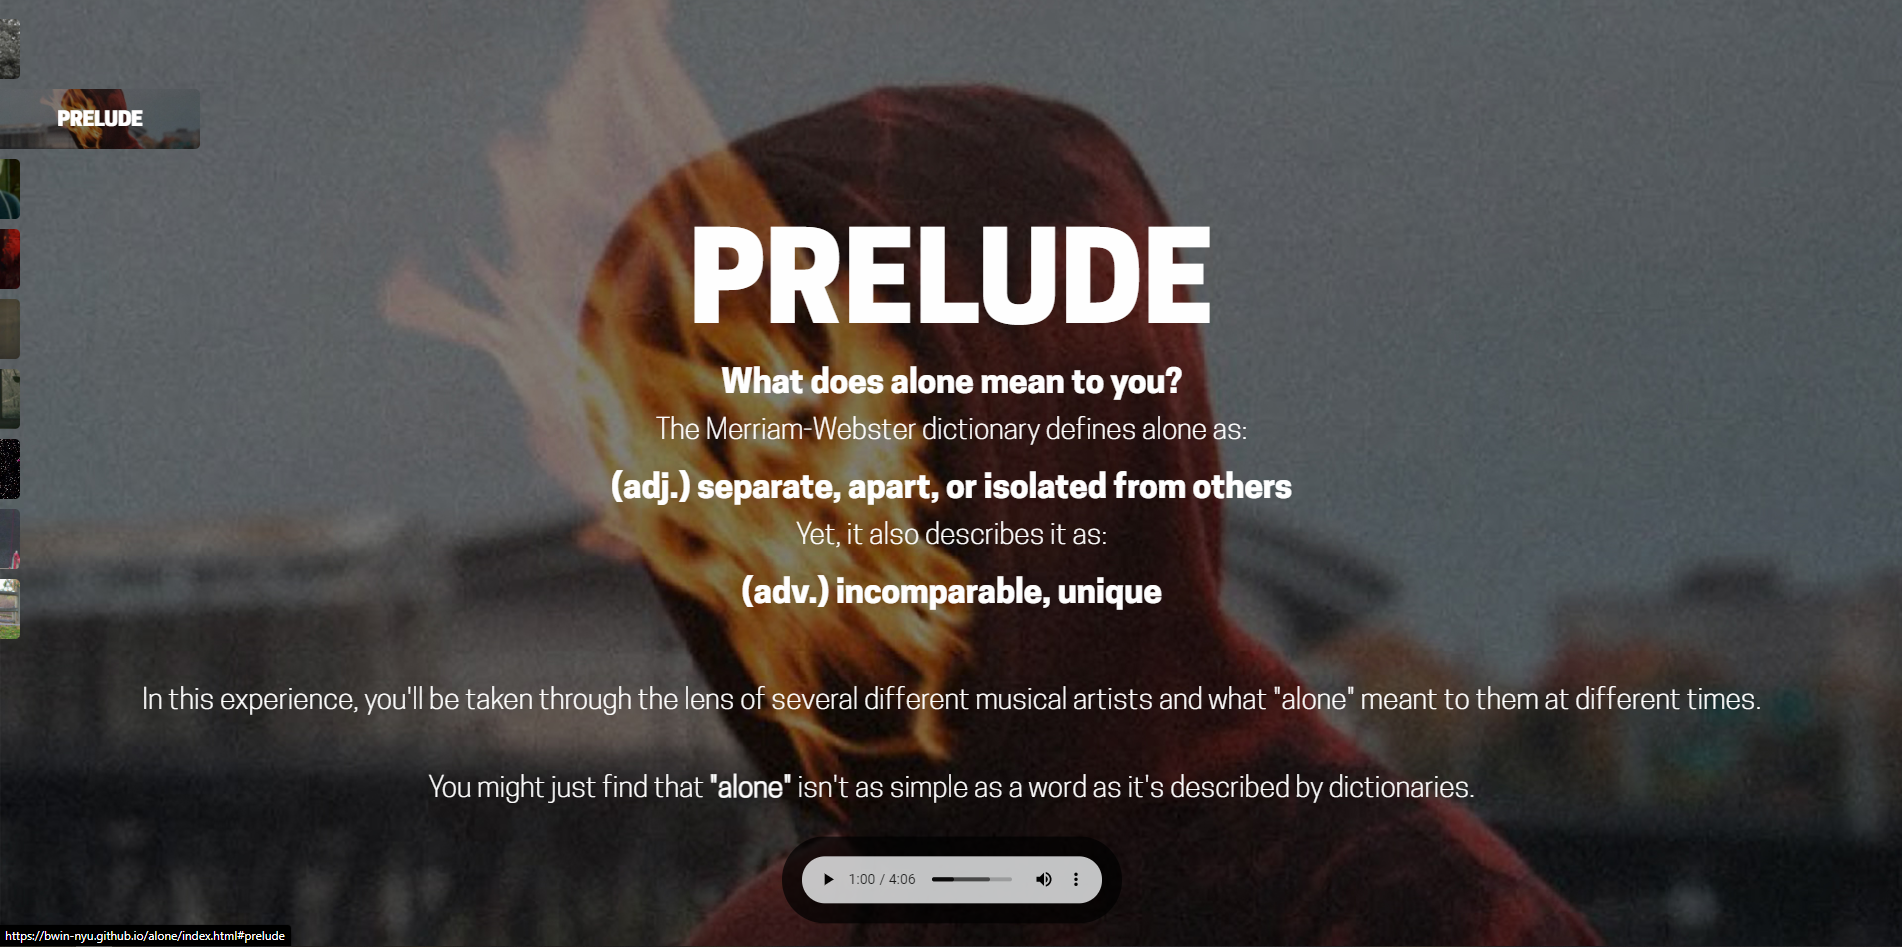 PRELUDE
PRELUDE
What does alone mean to you?
The Merriam-Webster dictionary defines alone as:
(adj.) separate, apart, or isolated from others
Yet, it also describes it as:
(adv.) incomparable, unique
In this experience, you'll be taken through the lens of several different musical artists and what "alone" meant to them at different times.
You might just find that "alone" isn't as simple as a word as it's described by dictionaries.
1:00 / 4:06
https://bwin-nyu.github.io/alone/index.html#prelude